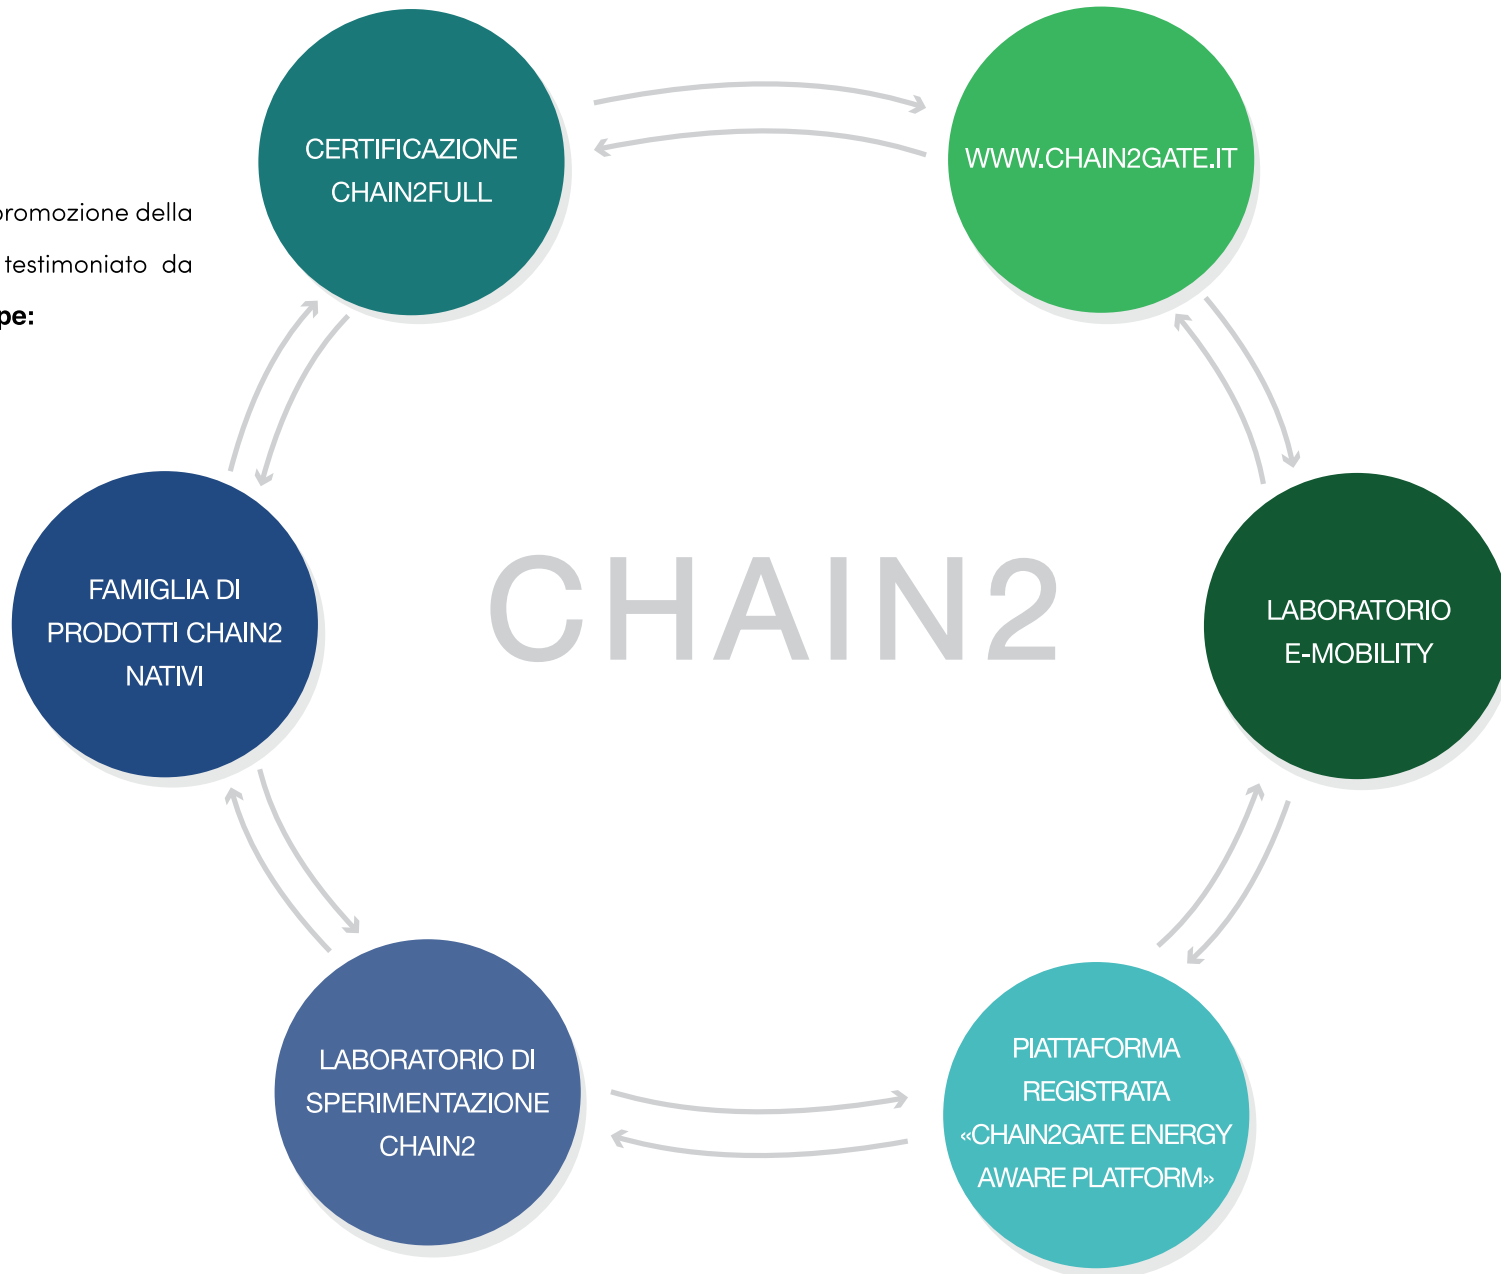 promozione della
testimoniato da
pe:
CERTIFICAZIONE
CHAIN2FULL
WWW.CHAIN2GATE.IT
FAMIGLIA DI
PRODOTTI CHAIN2
NATIVI
CHAIN2
LABORATORIO
E-MOBILITY
LABORATORIO DI
SPERIMENTAZIONE
CHAIN2
PIATTAFORMA
REGISTRATA
«CHAIN2GATE ENERGY
AWARE PLATFORM»